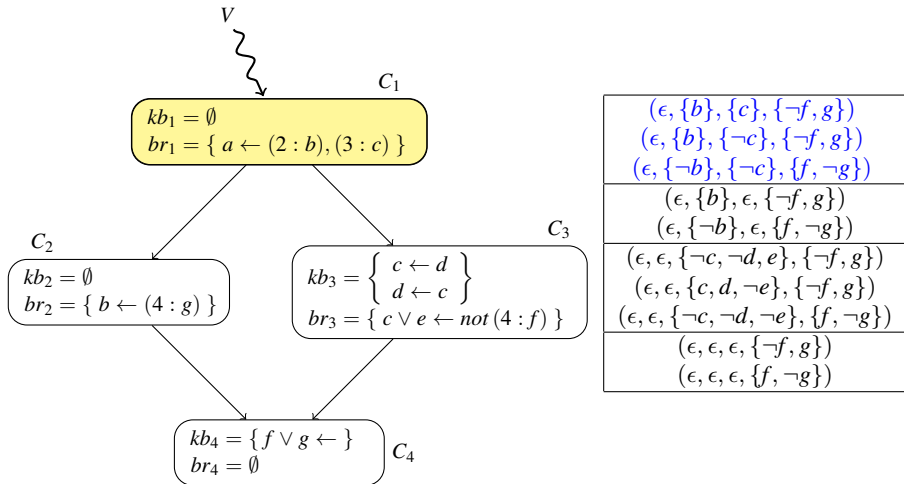 V
C₁
kb₁ = ∅
br₁ = { a ← (2 : b), (3 : c) }
C₂
kb₂ = ∅
br₂ = { b ← (4 : g) }
C₃
kb₃ = { c ← d
d ← c }
br₃ = { c ∨ e ← not (4 : f) }
kb₄ = { f ∨ g ← }
br₄ = ∅
C₄
(ϵ, {b}, {c}, {¬f, g})
(ϵ, {b}, {¬c}, {¬f, g})
(ϵ, {¬b}, {¬c}, {f, ¬g})
(ϵ, {b}, ϵ, {¬f, g})
(ϵ, {¬b}, ϵ, {f, ¬g})
(ϵ, ϵ, {¬c, ¬d, e}, {¬f, g})
(ϵ, ϵ, {c, d, ¬e}, {¬f, g})
(ϵ, ϵ, {¬c, ¬d, ¬e}, {f, ¬g})
(ϵ, ϵ, ϵ, {¬f, g})
(ϵ, ϵ, ϵ, {f, ¬g})